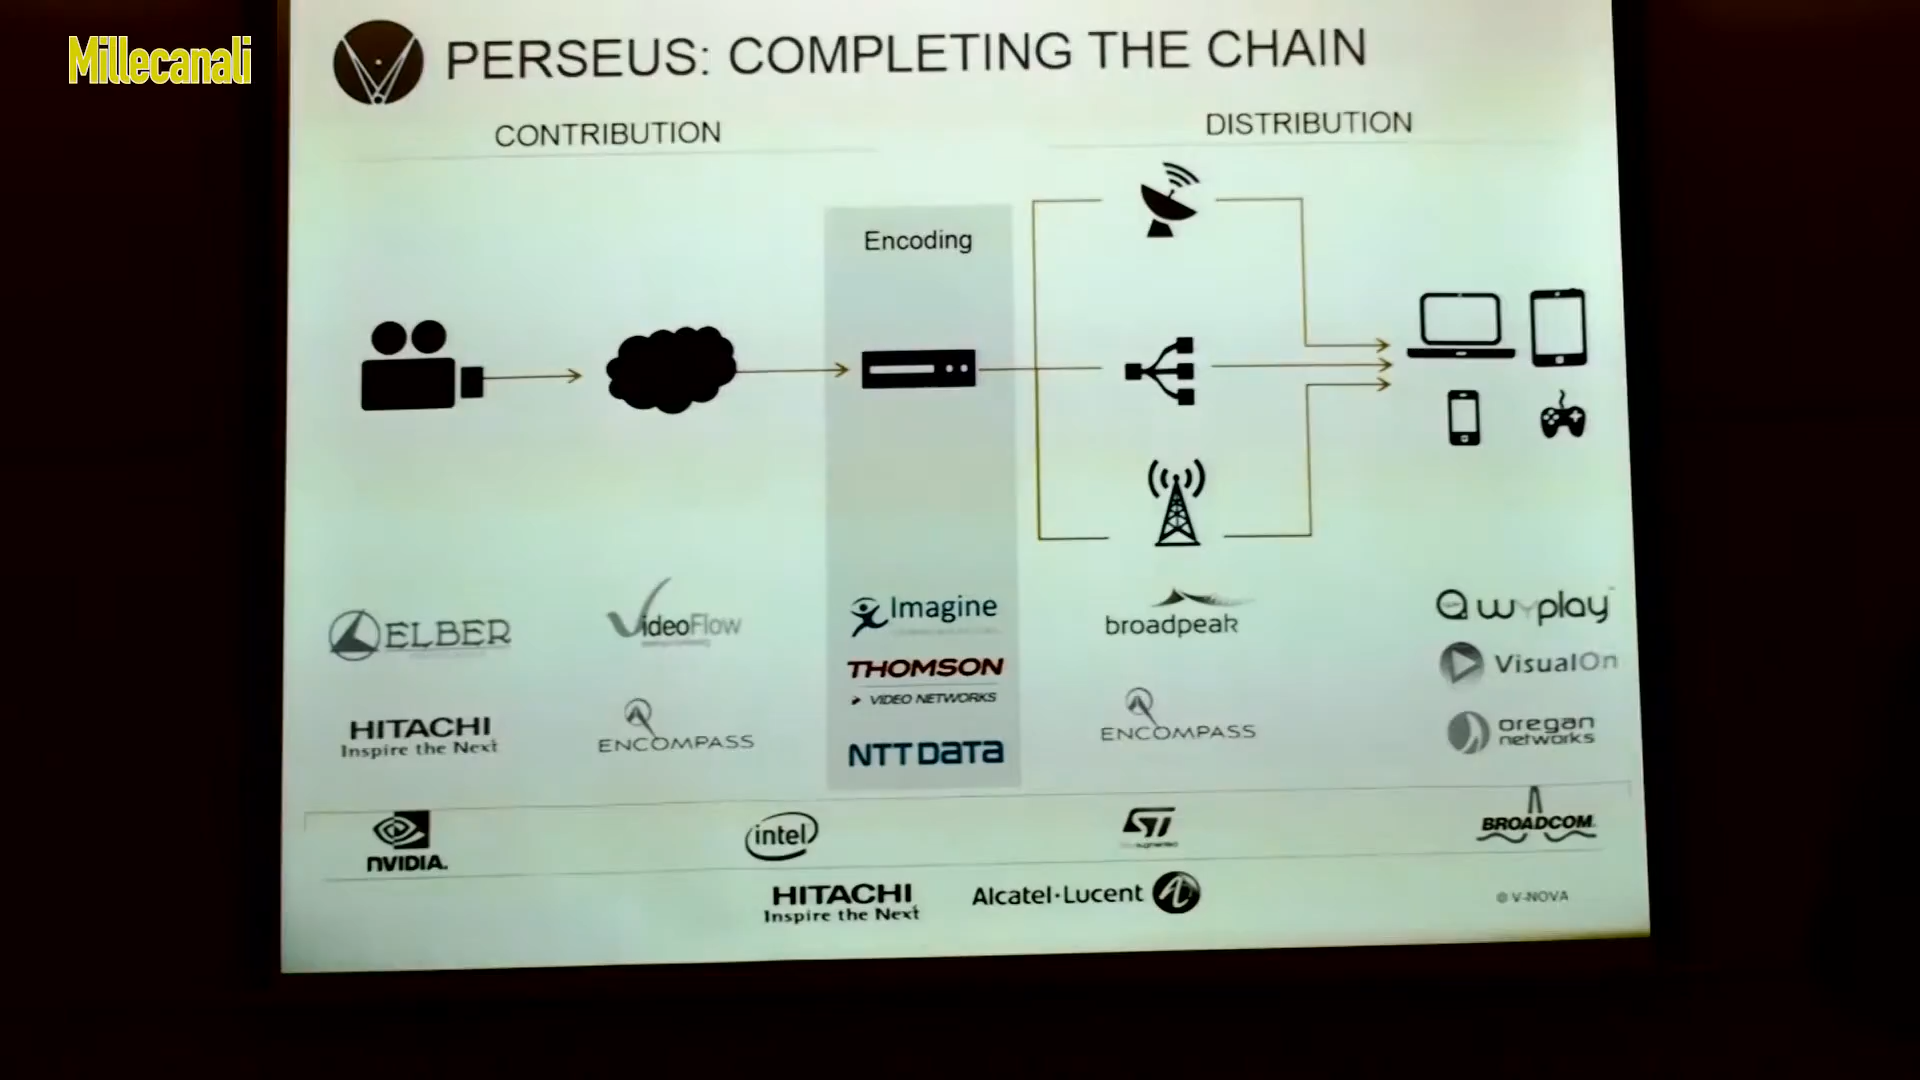 Millecanali
PERSEUS: COMPLETING THE CHAIN
CONTRIBUTION
DISTRIBUTION
Encoding
ELBER
VideoFlow
Imagine
broadpeak
wyplay
THOMSON
VIDEO NETWORKS
VisualOn
HITACHI
Inspire the Next
ENCOMPASS
NTT DATA
ENCOMPASS
oregan
networks
NVIDIA.
intel
ST
BROADCOM.
HITACHI
Inspire the Next
Alcatel·Lucent
© V-NOVA